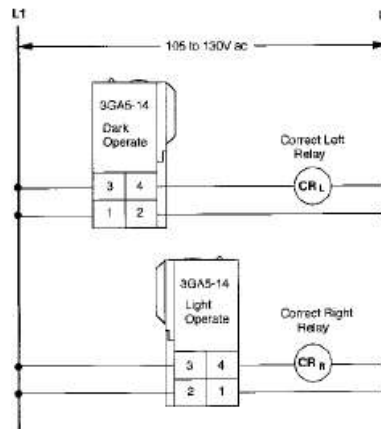 L1
105 to 130V ac
3GA5-14
Dark
Operate
Correct Left
Relay
3 4
CR L
1 2
3GA5-14
Light
Operate
Correct Right
Relay
3 4
CR R
2 1